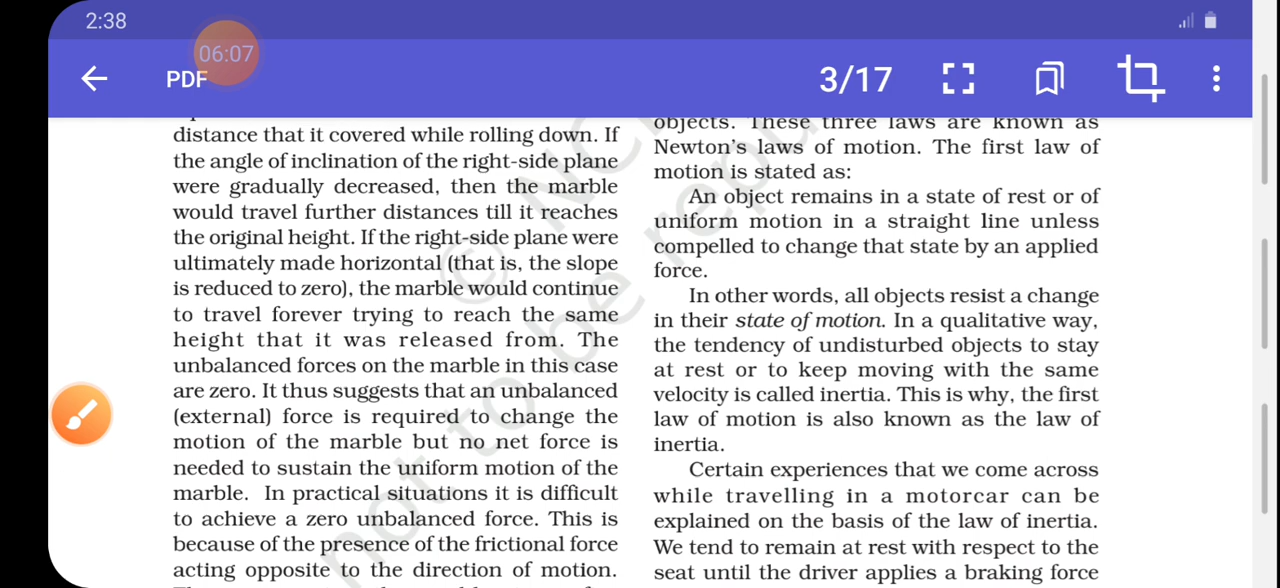 2:38
06:07
PDF
3/17
distance that it covered while rolling down. If
the angle of inclination of the right-side plane
were gradually decreased, then the marble
would travel further distances till it reaches
the original height. If the right-side plane were
ultimately made horizontal (that is, the slope
is reduced to zero), the marble would continue
to travel forever trying to reach the same
height that it was released from. The
unbalanced forces on the marble in this case
are zero. It thus suggests that an unbalanced
(external) force is required to change the
motion of the marble but no net force is
needed to sustain the uniform motion of the
marble. In practical situations it is difficult
to achieve a zero unbalanced force. This is
because of the presence of the frictional force
acting opposite to the direction of motion.
objects. These three laws are known as
Newton's laws of motion. The first law of
motion is stated as:
An object remains in a state of rest or of
uniform motion in a straight line unless
compelled to change that state by an applied
force.
In other words, all objects resist a change
in their state of motion. In a qualitative way,
the tendency of undisturbed objects to stay
at rest or to keep moving with the same
velocity is called inertia. This is why, the first
law of motion is also known as the law of
inertia.
Certain experiences that we come across
while travelling in a motorcar can be
explained on the basis of the law of inertia.
We tend to remain at rest with respect to the
seat until the driver applies a braking force
© NC
not to be rep